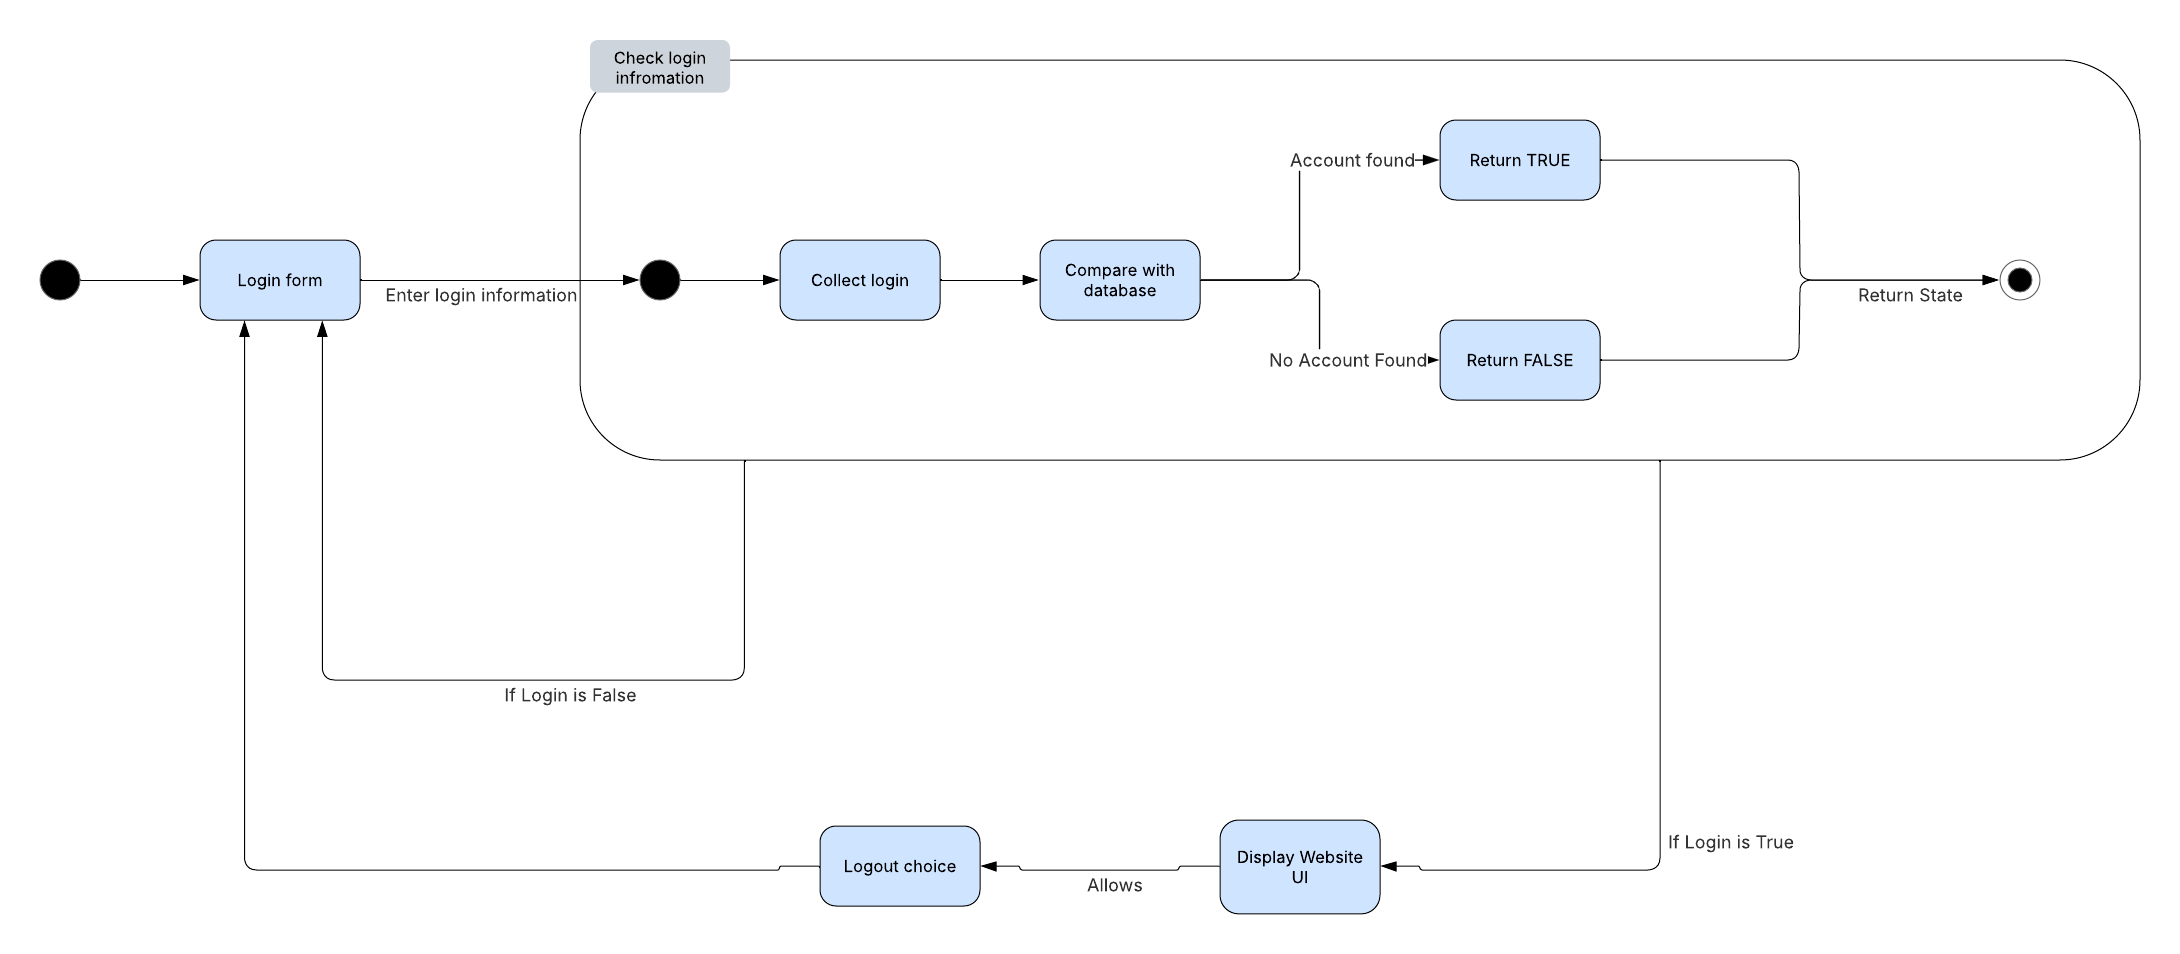 Check login
infromation
Account found
Return TRUE
Login form
Enter login information
Collect login
Compare with
database
Return State
No Account Found
Return FALSE
If Login is False
If Login is True
Logout choice
Allows
Display Website
UI